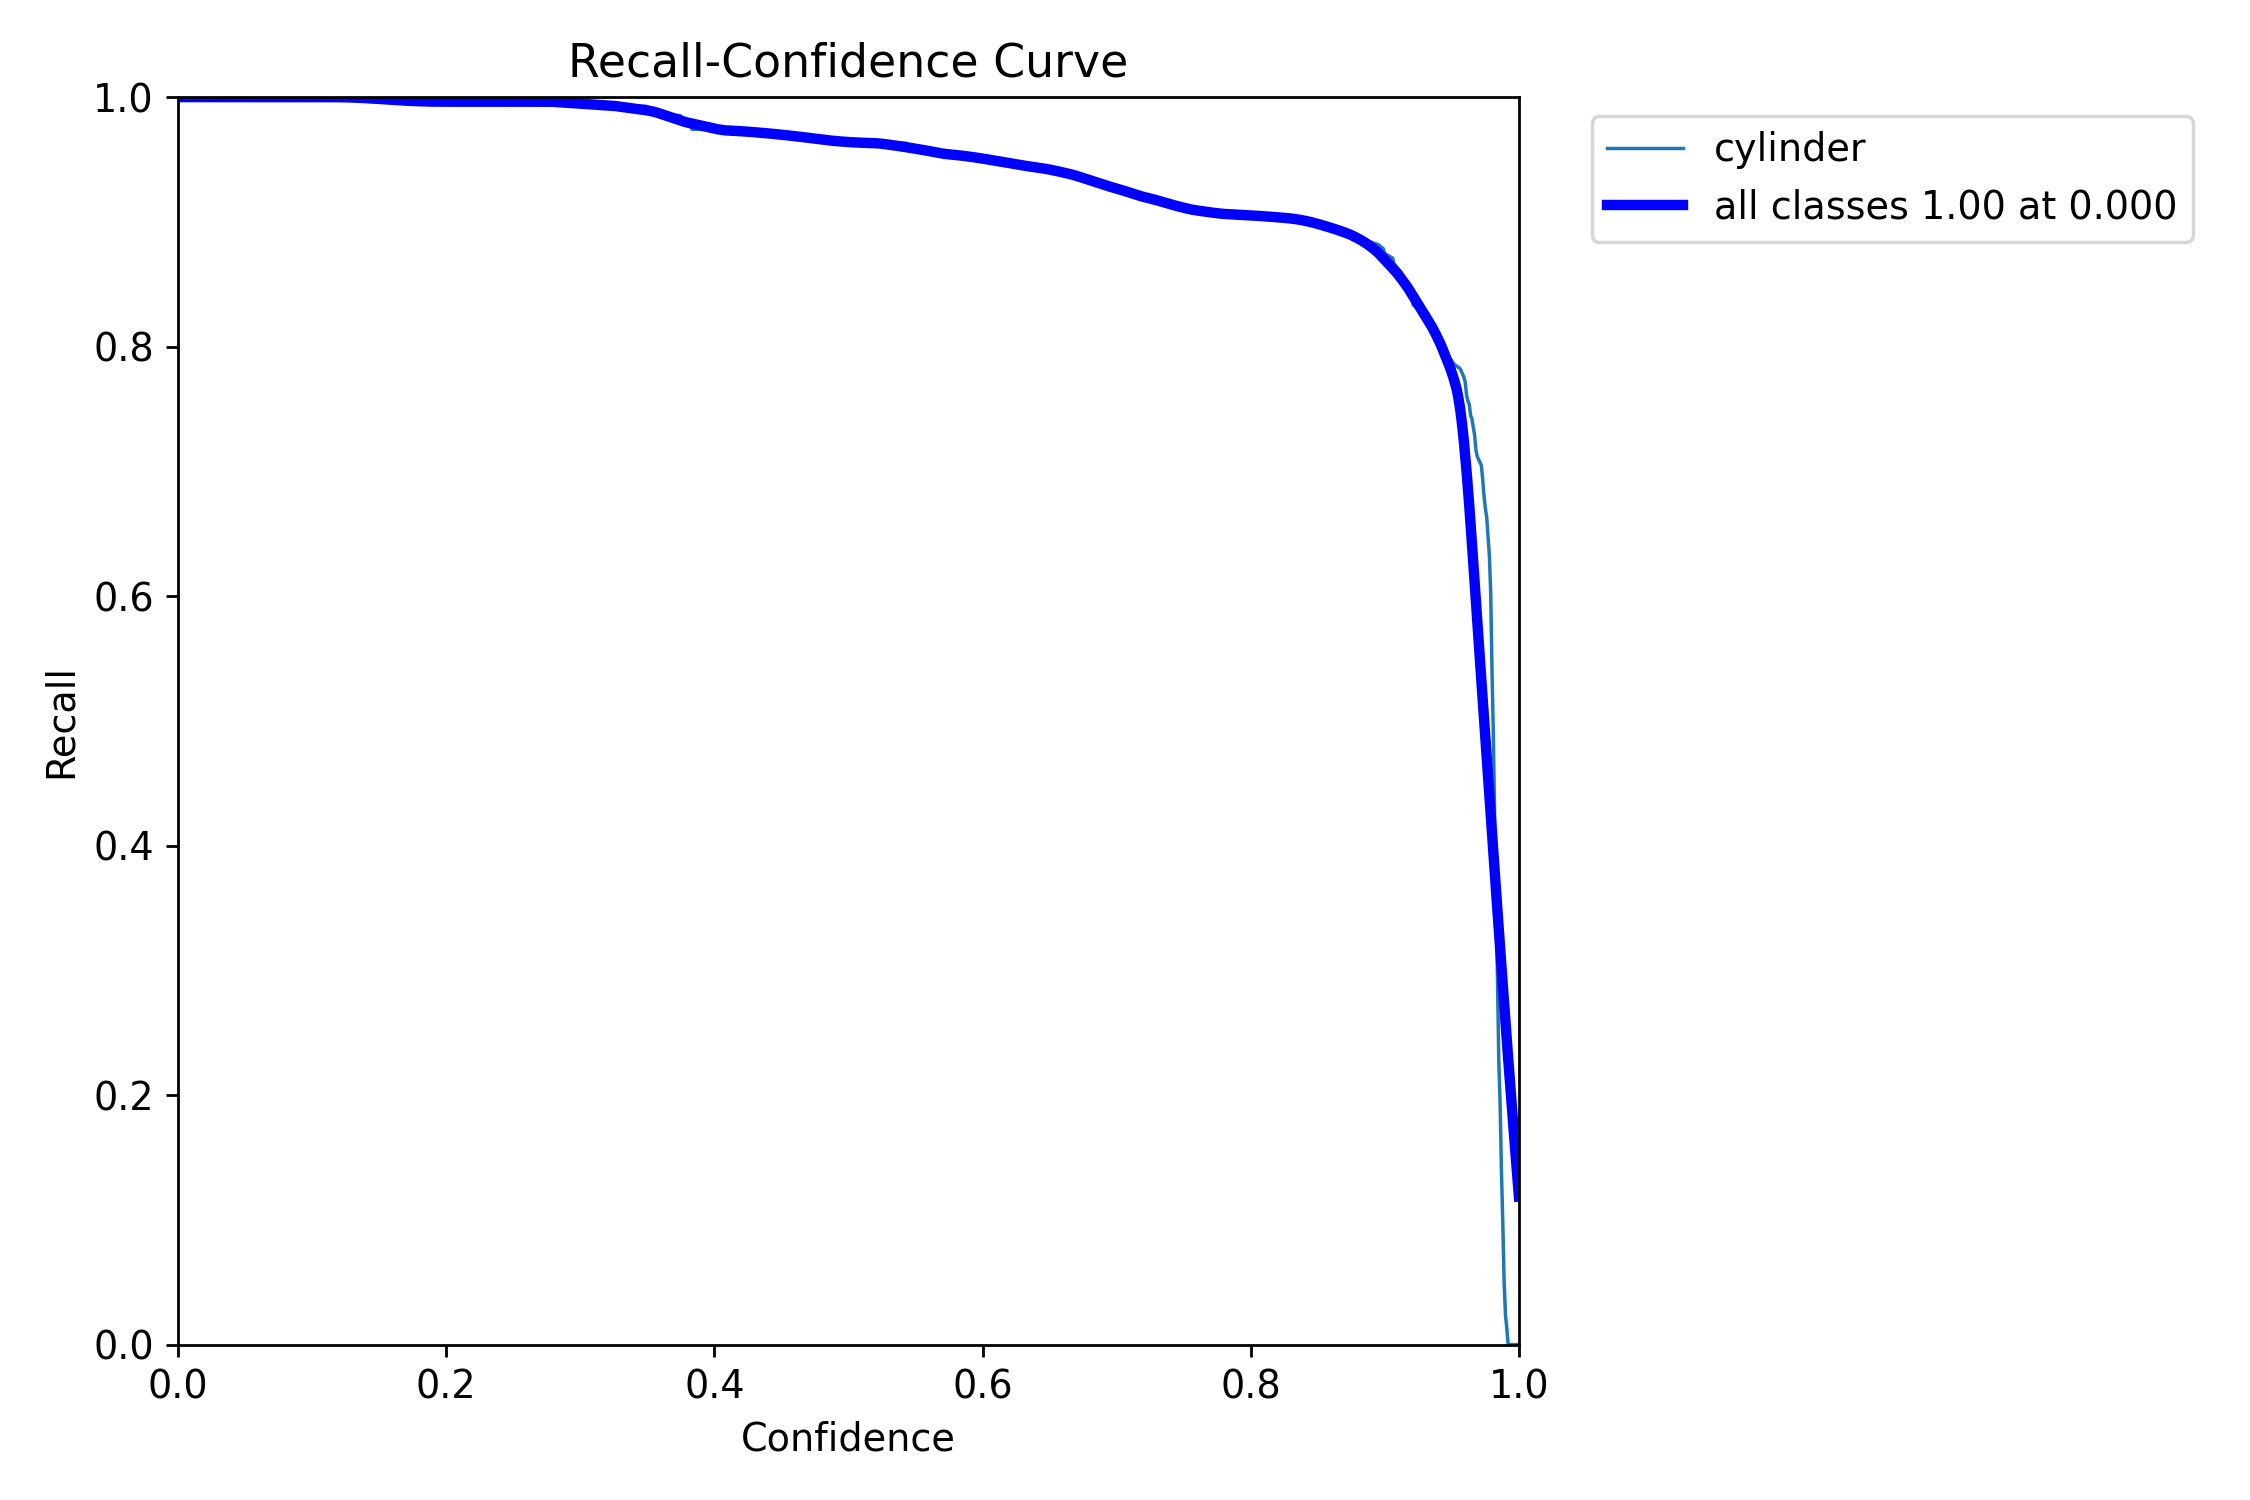 Recall-Confidence Curve
1.0
0.8
0.6
0.4
0.2
0.0
Recall
0.0 0.2 0.4 0.6 0.8 1.0
Confidence
cylinder
all classes 1.00 at 0.000